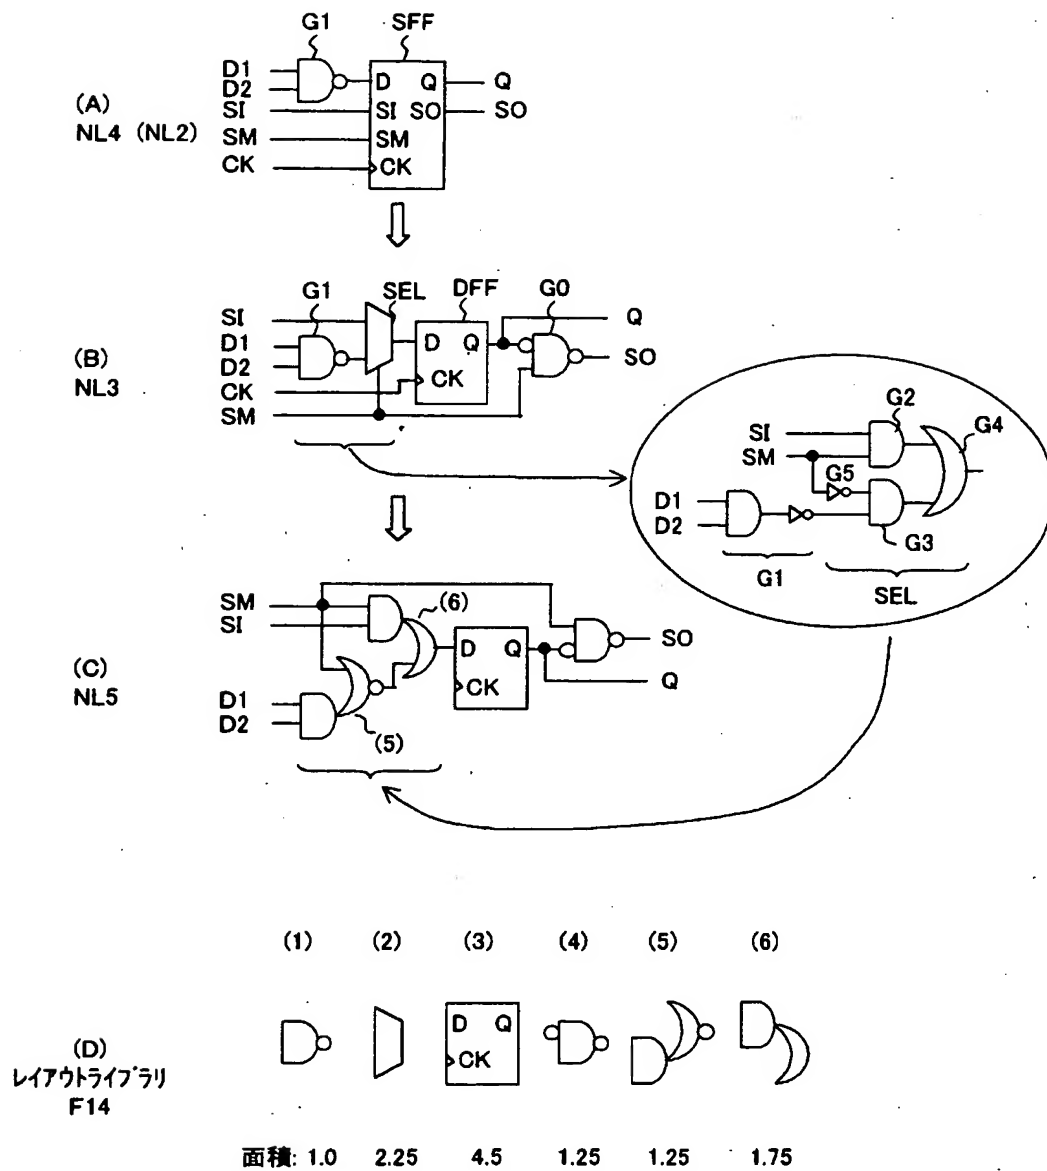 G1 SFF
D1
D2 D Q Q
(A) SI SI SO SO
NL4 (NL2) SM SM
CK CK
G1 SEL DFF G0
SI Q
D1 D Q
(B) D2 SO
NL3 CK CK
SM
G2
SI G4
SM
G5
D1
D2
G3
G1
SEL
SM (6)
SI D Q SO
(C) CK Q
NL5
D1
D2 (5)
(1) (2) (3) (4) (5) (6)
D Q
CK
(D)
レイアウトライブラリ
F14
面積: 1.0 2.25 4.5 1.25 1.25 1.75